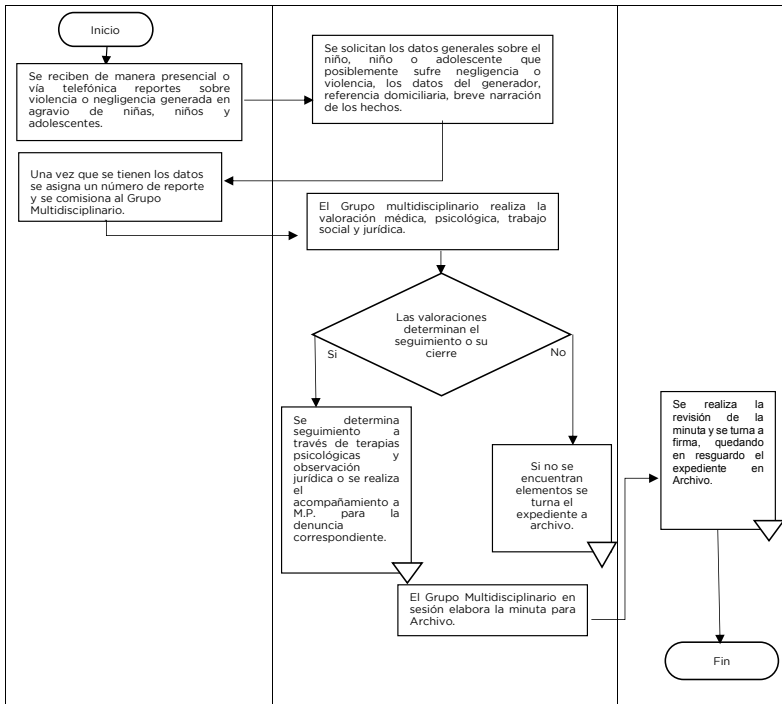 Inicio
Se reciben de manera presencial o
vía telefónica reportes sobre
violencia o negligencia generada en
agravio de niñas, niños y
adolescentes.
Se solicitan los datos generales sobre el
niño, niño o adolescente que
posiblemente sufre negligencia o
violencia, los datos del generador,
referencia domiciliaria, breve narración
de los hechos.
Una vez que se tienen los datos
se asigna un número de reporte
y se comisiona al Grupo
Multidisciplinario.
El Grupo multidisciplinario realiza la
valoración médica, psicológica, trabajo
social y jurídica.
Las valoraciones
determinan el
seguimiento o su
cierre
Si
No
Se determina
seguimiento a
través de terapias
psicológicas y
observación
jurídica o se realiza
el
acompañamiento a
M.P. para la
denuncia
correspondiente.
Si no se
encuentran
elementos se
turna el
expediente a
archivo.
El Grupo Multidisciplinario en
sesión elabora la minuta para
Archivo.
Se realiza la
revisión de la
minuta y se turna a
firma, quedando
en resguardo el
expediente en
Archivo.
Fin